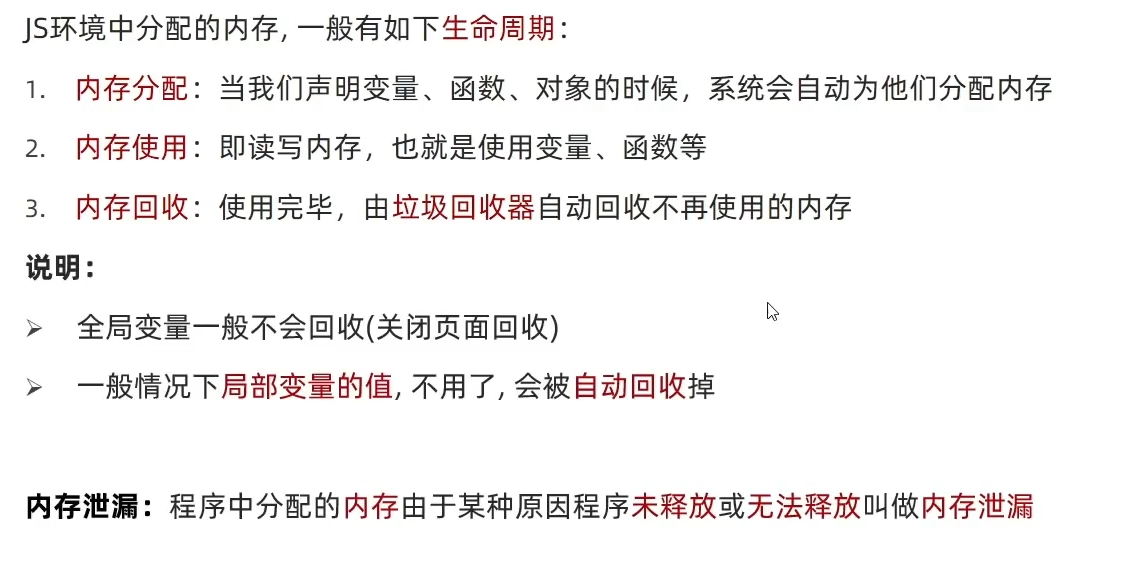 JS环境中分配的内存, 一般有如下生命周期：
1. 内存分配：当我们声明变量、函数、对象的时候，系统会自动为他们分配内存
2. 内存使用：即读写内存，也就是使用变量、函数等
3. 内存回收：使用完毕，由垃圾回收器自动回收不再使用的内存
说明：
➢ 全局变量一般不会回收(关闭页面回收)
➢ 一般情况下局部变量的值, 不用了, 会被自动回收掉
内存泄漏：程序中分配的内存由于某种原因程序未释放或无法释放叫做内存泄漏